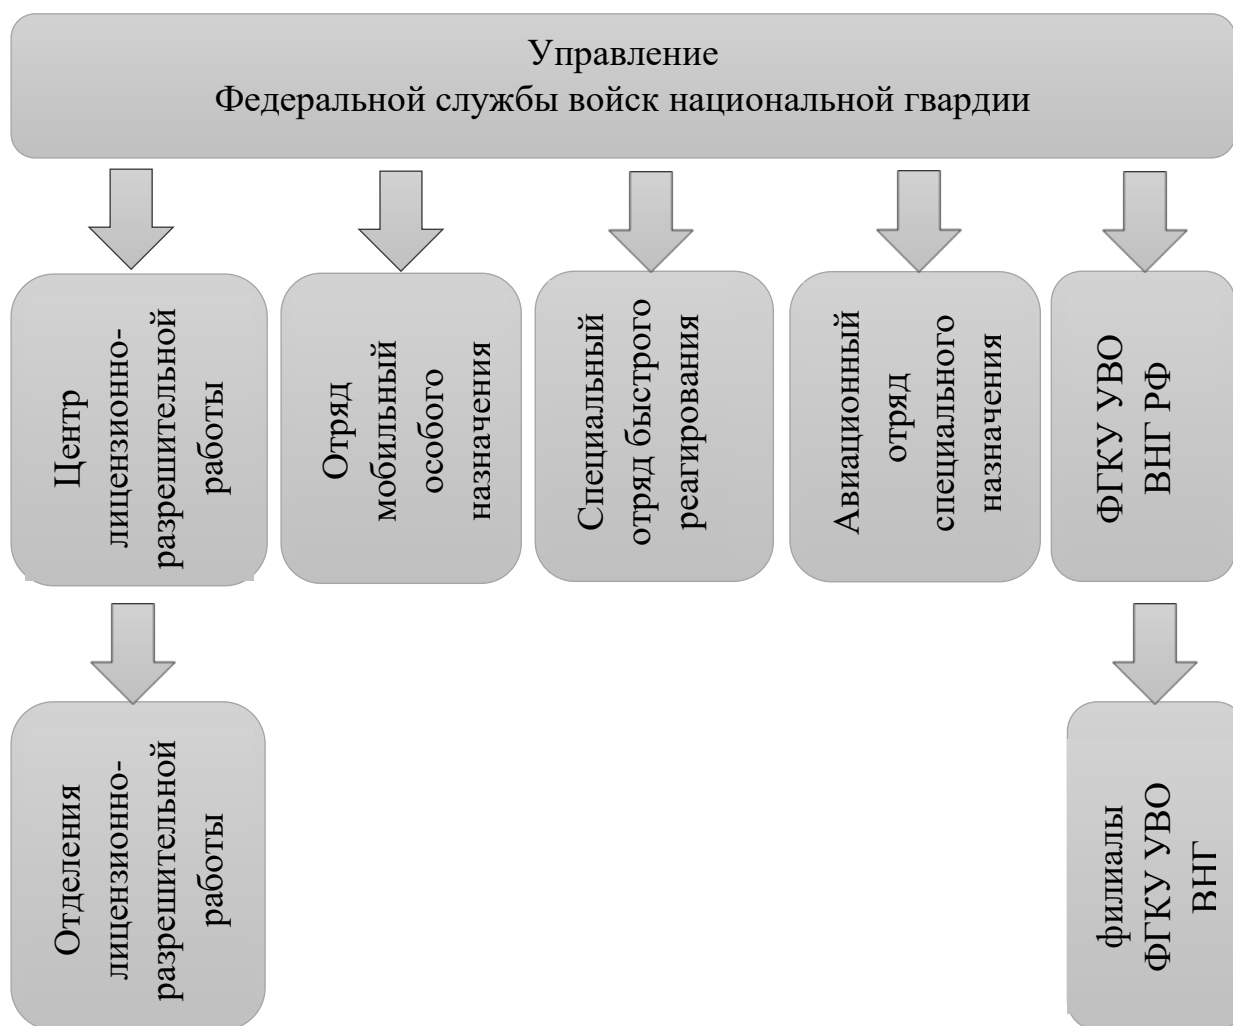 Управление
Федеральной службы войск национальной гвардии
Центр
лицензионно-
разрешительной
работы
Отряд
мобильный
особого
назначения
Специальный
отряд быстрого
реагирования
Авиационный
отряд
специального
назначения
ФГКУ УВО
ВНГ РФ
Отделения
лицензионно-
разрешительной
работы
филиалы
ФГКУ УВО
ВНГ